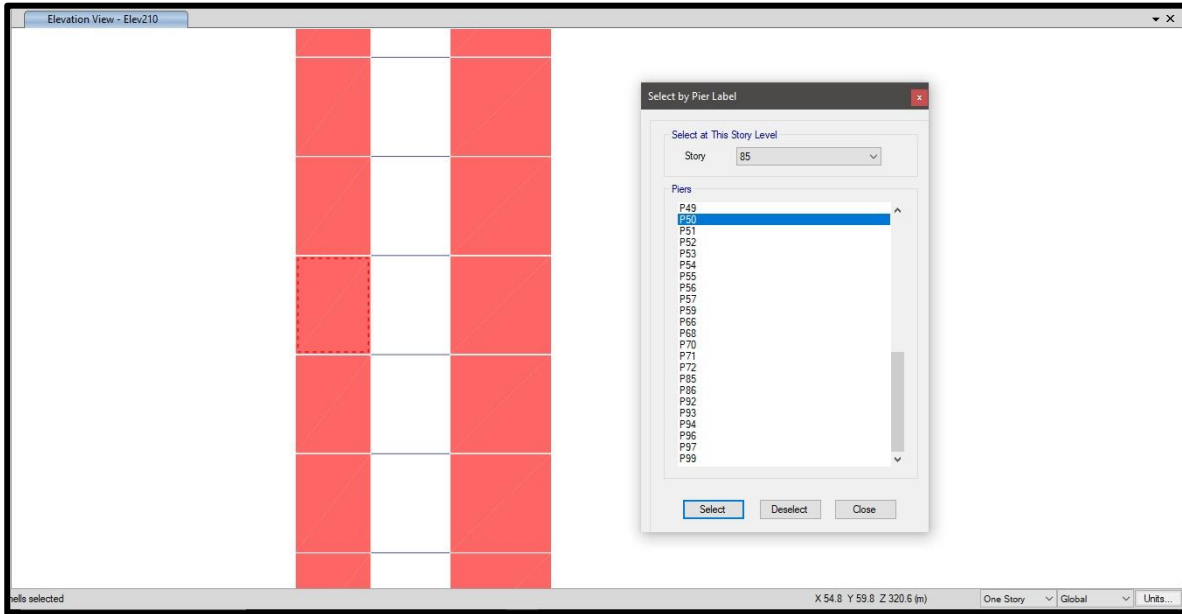 Elevation View - Elev210
Select by Pier Label
Select at This Story Level
Story 85
Piers
P49
P50
P51
P52
P53
P54
P55
P56
P57
P59
P66
P68
P70
P71
P72
P85
P86
P92
P93
P94
P96
P97
P99
Select Deselect Close
selected X 54.8 Y 59.8 Z 320.6 (m) One Story Global Units...